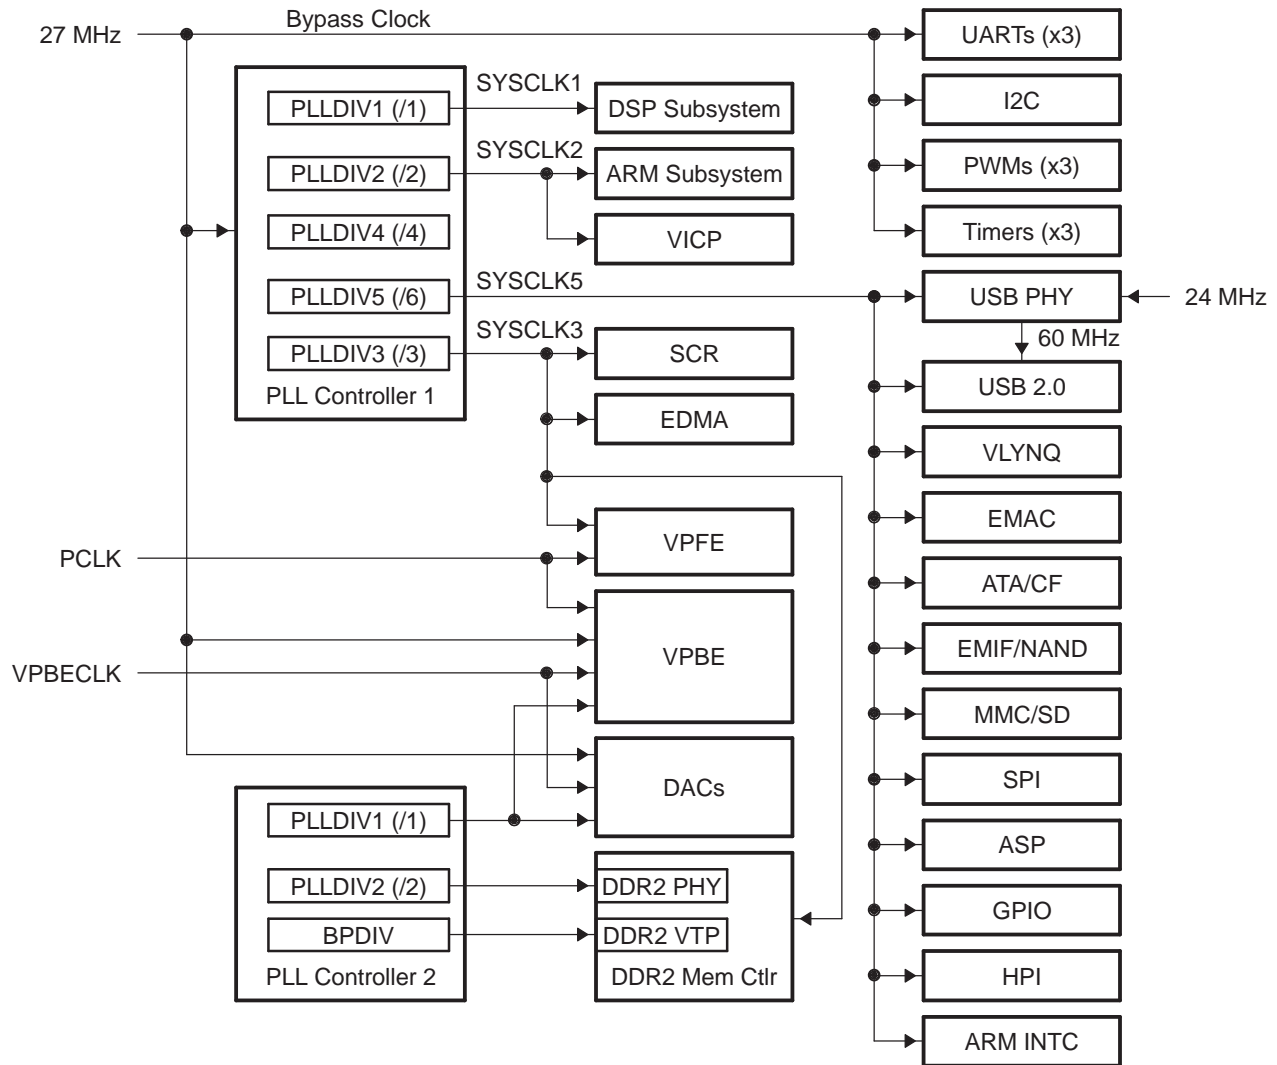 Bypass Clock
27 MHz
UARTs (x3)
SYSCLK1
PLLDIV1 (/1)
DSP Subsystem
I2C
SYSCLK2
PLLDIV2 (/2)
ARM Subsystem
PWMs (x3)
PLLDIV4 (/4)
VICP
Timers (x3)
SYSCLK5
PLLDIV5 (/6)
USB PHY
24 MHz
SYSCLK3
60 MHz
PLLDIV3 (/3)
SCR
PLL Controller 1
USB 2.0
EDMA
VLYNQ
EMAC
VPFE
PCLK
ATA/CF
EMIF/NAND
VPBE
VPBECLK
MMC/SD
SPI
DACs
PLLDIV1 (/1)
ASP
PLLDIV2 (/2)
DDR2 PHY
GPIO
BPDIV
DDR2 VTP
PLL Controller 2
DDR2 Mem Ctlr
HPI
ARM INTC